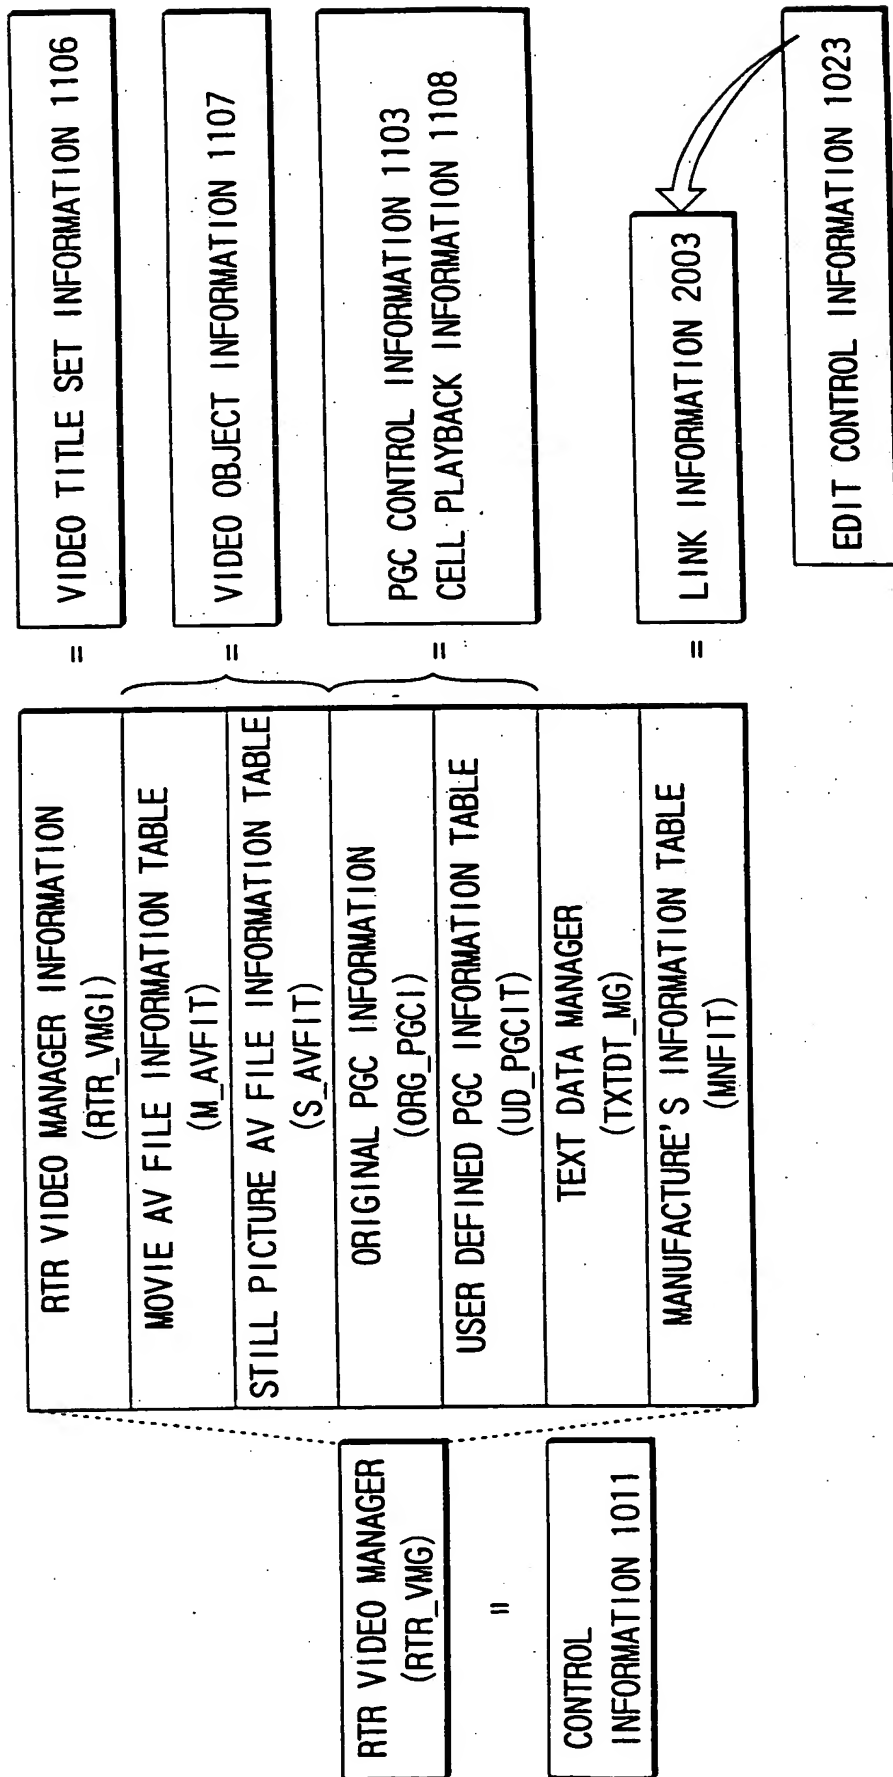 RTR VIDEO MANAGER
(RTR_VMG)
=
CONTROL
INFORMATION 1011
RTR VIDEO MANAGER INFORMATION
(RTR_VMGI)
MOVIE AV FILE INFORMATION TABLE
(M_AVFIT)
STILL PICTURE AV FILE INFORMATION TABLE
(S_AVFIT)
ORIGINAL PGC INFORMATION
(ORG_PGCI)
USER DEFINED PGC INFORMATION TABLE
(UD_PGCIT)
TEXT DATA MANAGER
(TXTDT_MG)
MANUFACTURE'S INFORMATION TABLE
(MNFIT)
= VIDEO TITLE SET INFORMATION 1106
= VIDEO OBJECT INFORMATION 1107
= PGC CONTROL INFORMATION 1103
CELL PLAYBACK INFORMATION 1108
= LINK INFORMATION 2003
EDIT CONTROL INFORMATION 1023